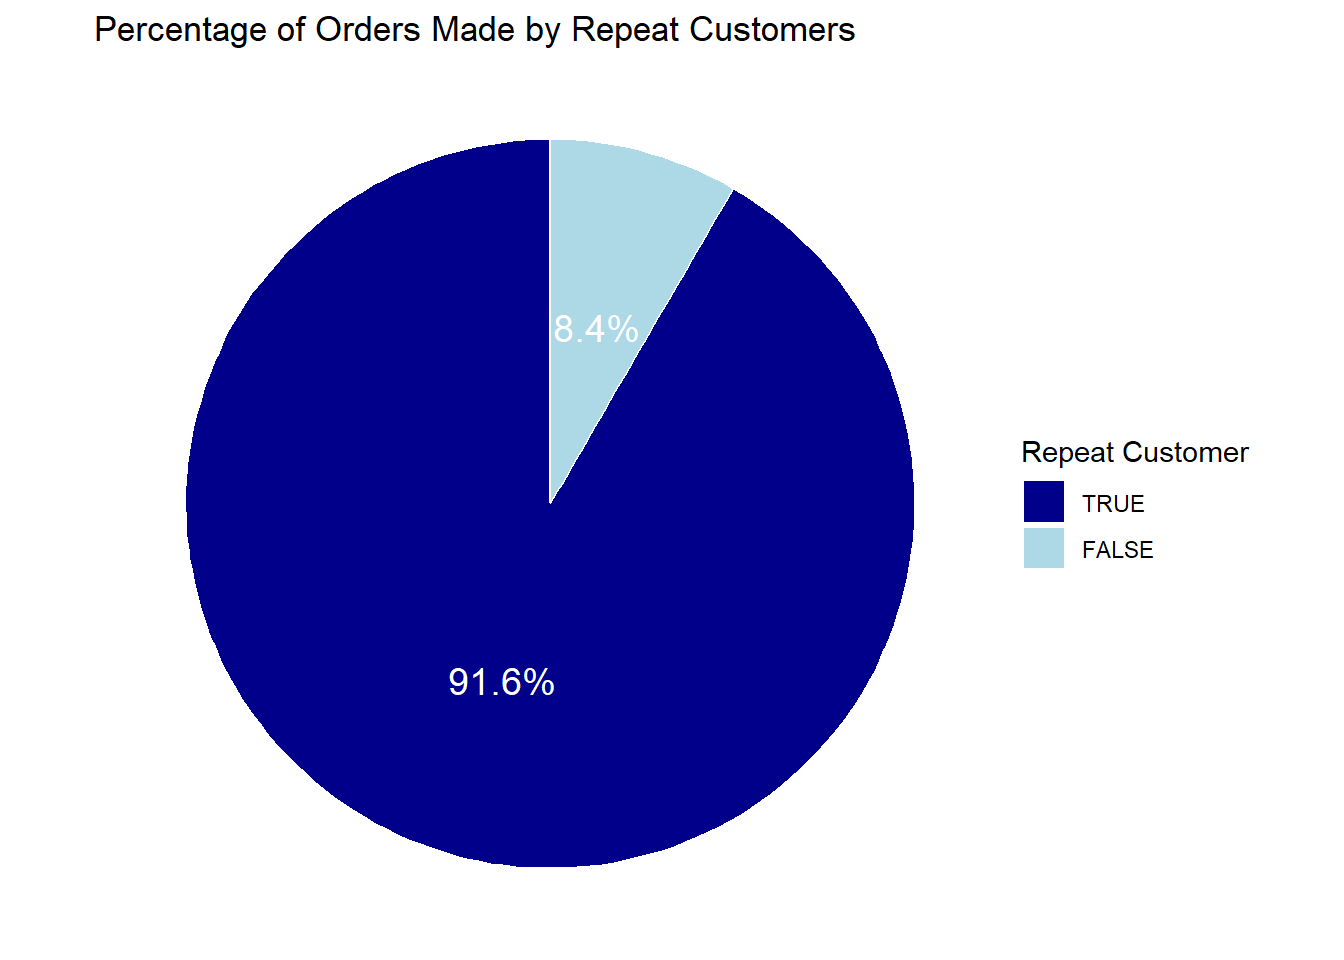 Percentage of Orders Made by Repeat Customers
8.4%
91.6%
Repeat Customer
TRUE
FALSE